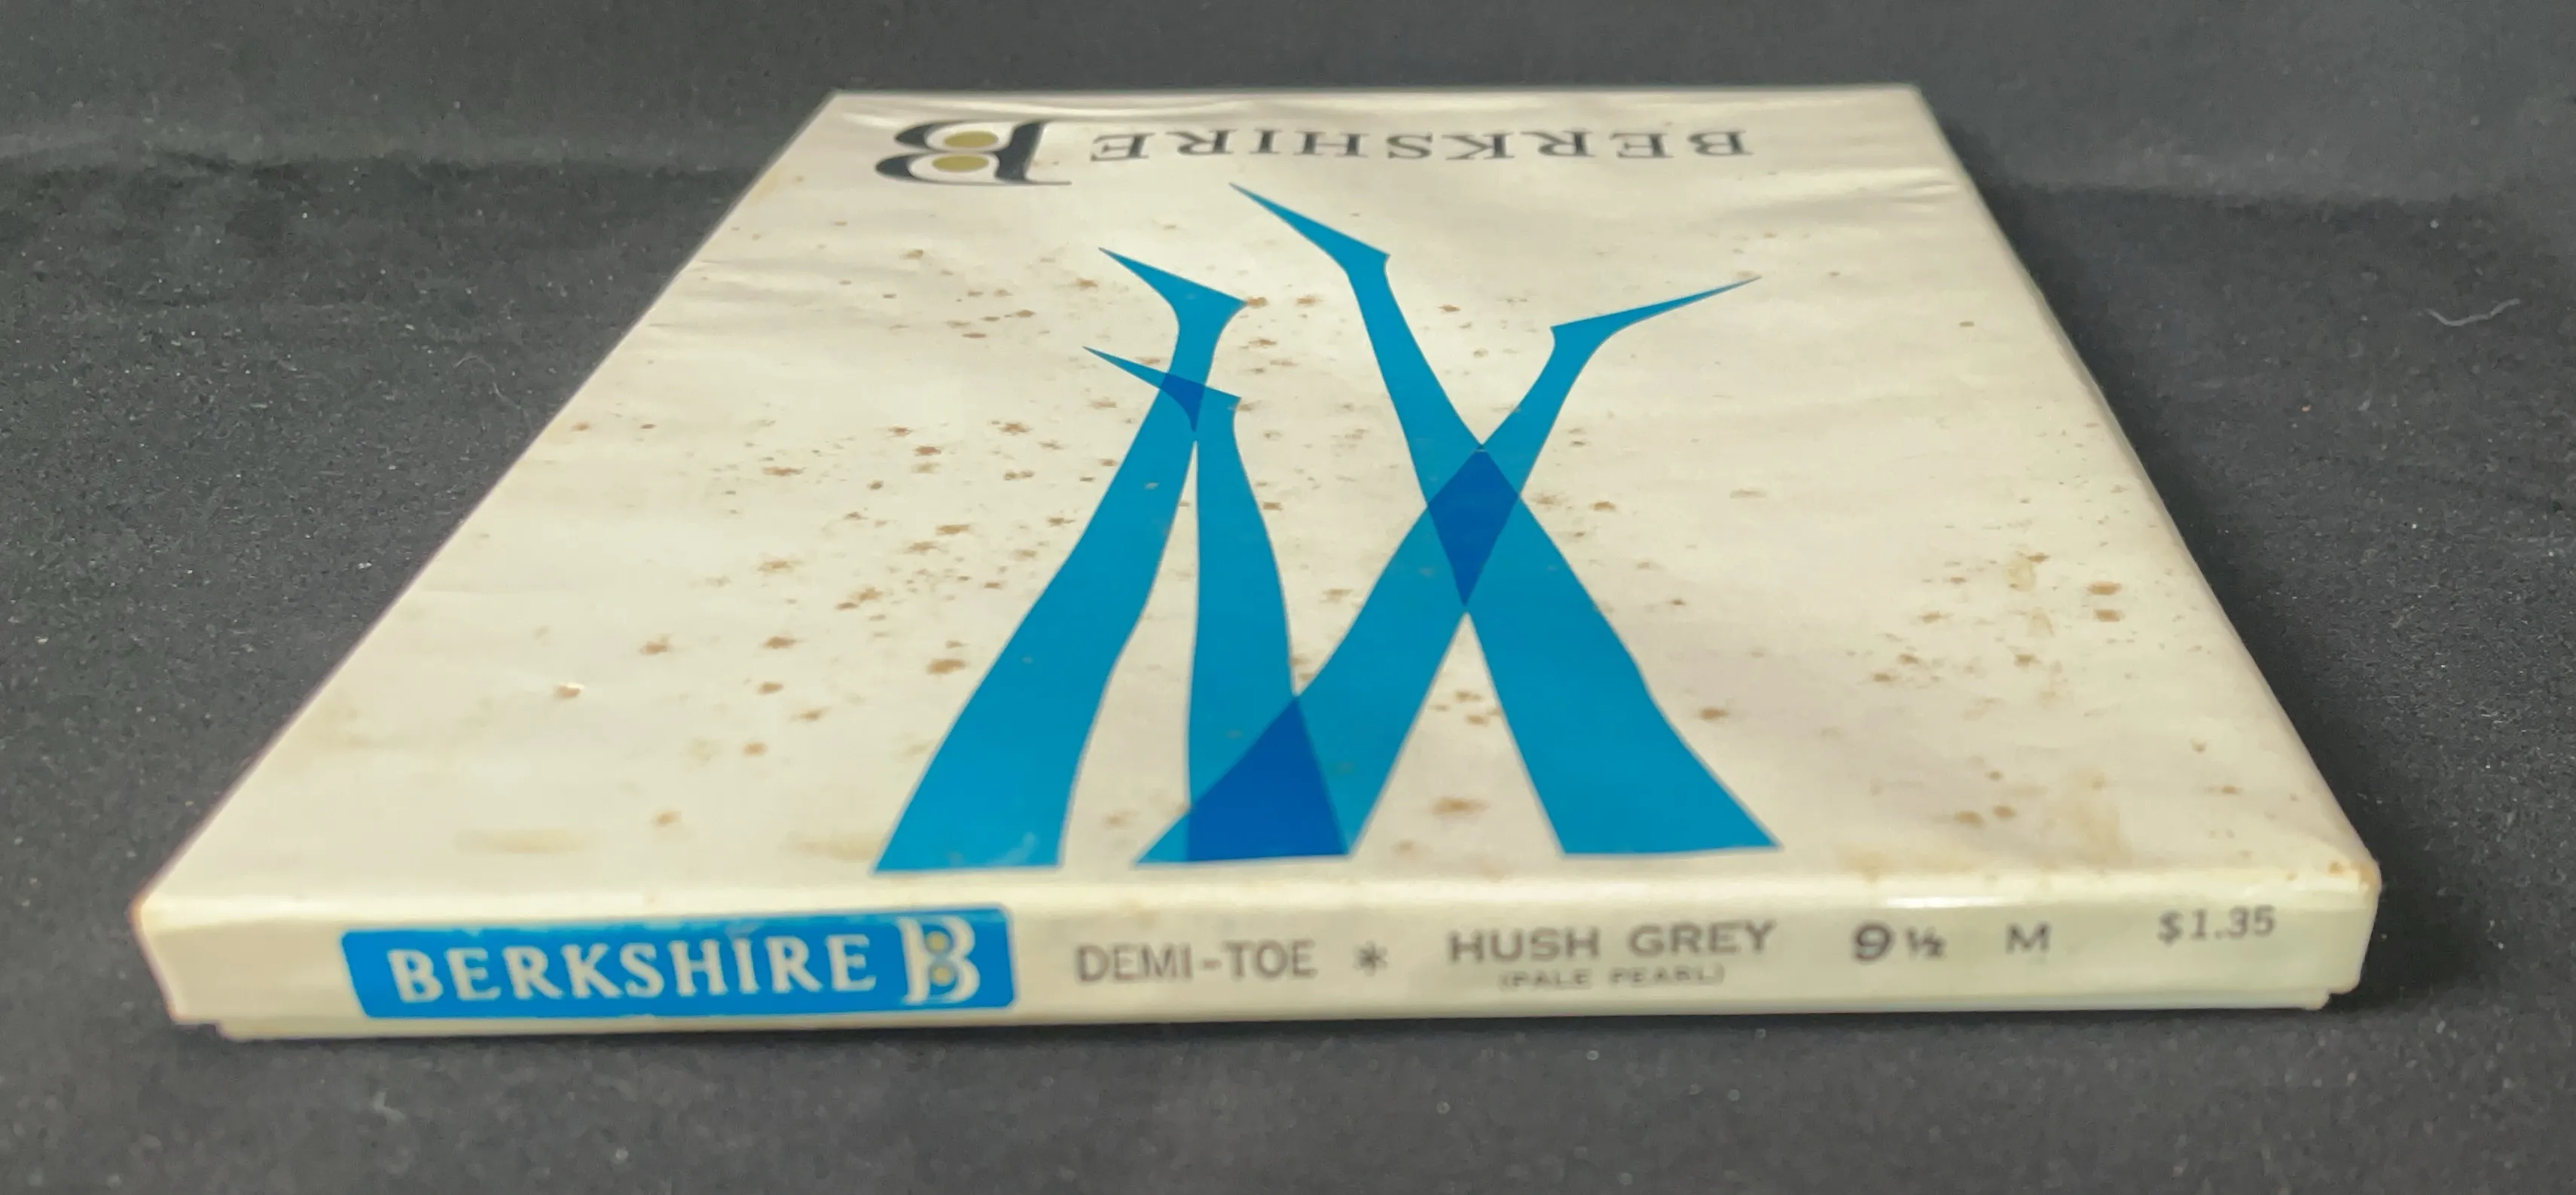 BERKSHIRE B
BERKSHIRE B DEMI-TOE * HUSH GREY 9½ M $1.35
(PALE PEARL)